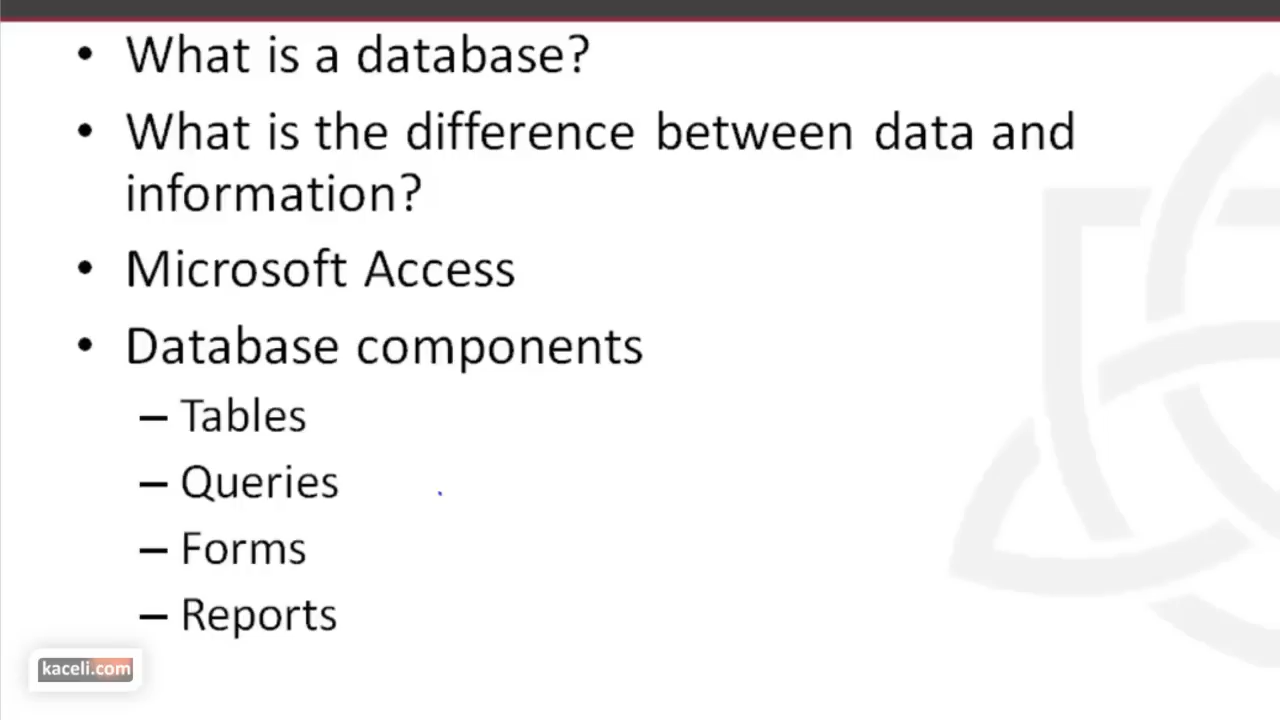 • What is a database?
• What is the difference between data and
information?
• Microsoft Access
• Database components
– Tables
– Queries
– Forms
– Reports
kaceli.com